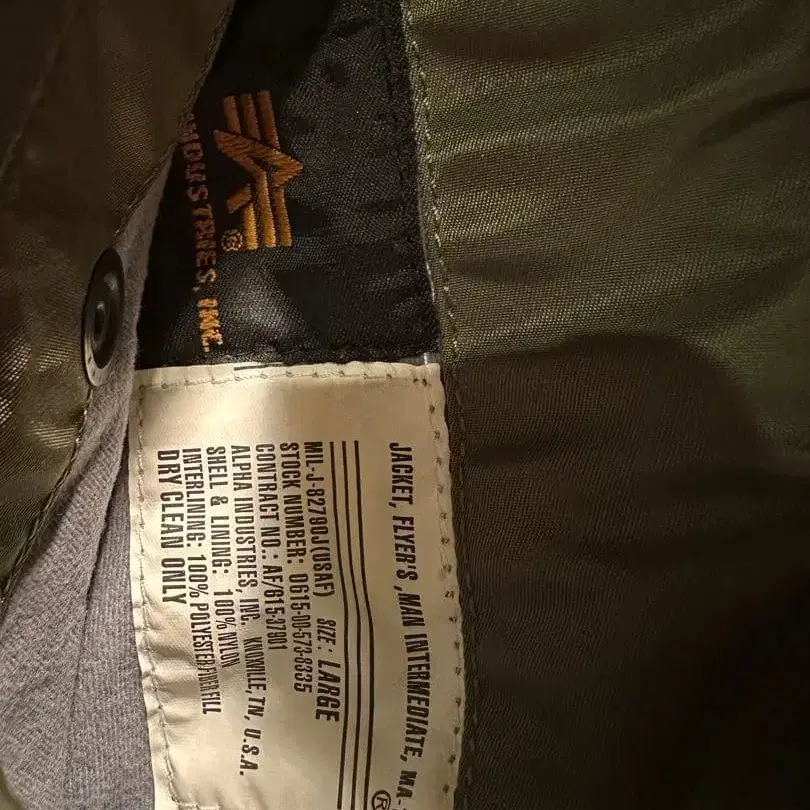 INDUSTRIES, INC.
®
JACKET, FLYER'S, MAN INTERMEDIATE, MA-
®
SIZE: LARGE
MIL-J-82790J(USAF)
STOCK NUMBER: 0615-00-573-8335
CONTRACT NO.: AF/615-37901
ALPHA INDUSTRIES, INC. KNOXVILLE, TN, U.S.A.
SHELL & LINING: 100% NYLON
INTERLINING: 100% POLYESTER FIBERFILL
DRY CLEAN ONLY